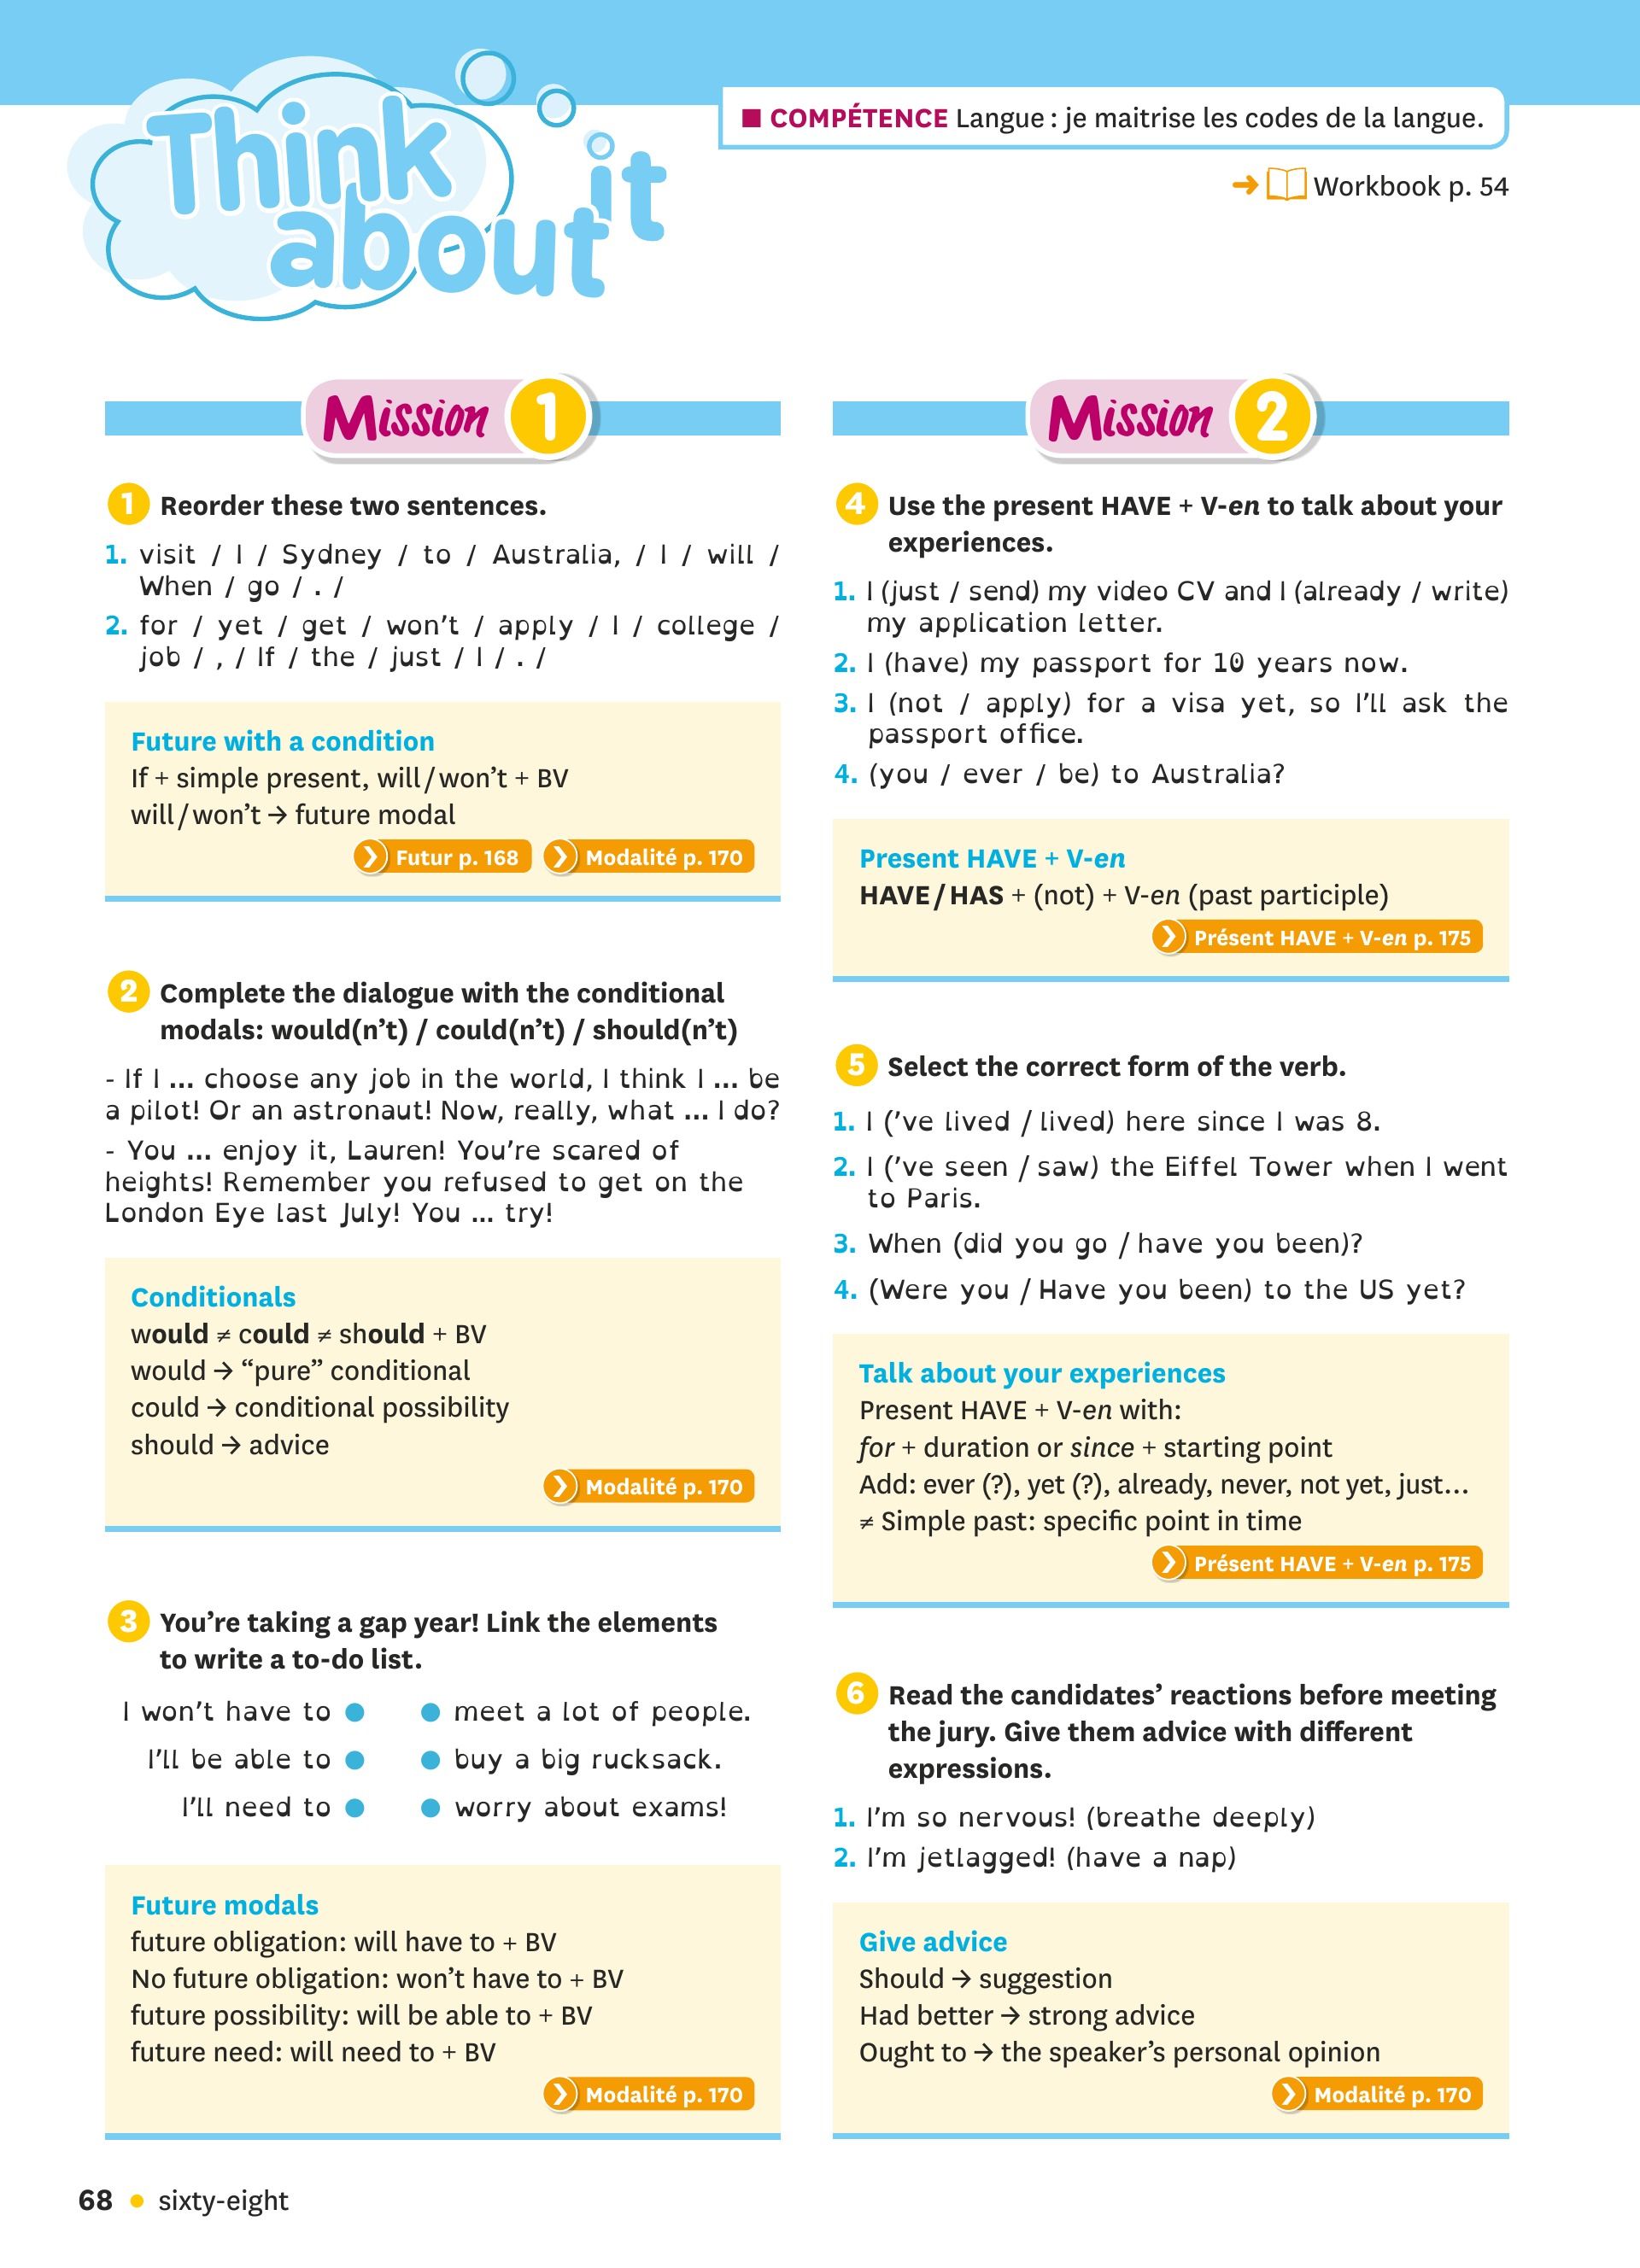 Think
about it
■ COMPÉTENCE Langue : je maitrise les codes de la langue.
➜ Workbook p. 54
Mission 1
1 Reorder these two sentences.
1. visit / I / Sydney / to / Australia, / I / will /
When / go / . /
2. for / yet / get / won't / apply / I / college /
job / , / If / the / just / I / . /
Future with a condition
If + simple present, will / won't + BV
will / won't → future modal
Futur p. 168 Modalité p. 170
2 Complete the dialogue with the conditional
modals: would(n't) / could(n't) / should(n't)
- If I ... choose any job in the world, I think I ... be
a pilot! Or an astronaut! Now, really, what ... I do?
- You ... enjoy it, Lauren! You're scared of
heights! Remember you refused to get on the
London Eye last July! You ... try!
Conditionals
would ≠ could ≠ should + BV
would → “pure” conditional
could → conditional possibility
should → advice
Modalité p. 170
3 You're taking a gap year! Link the elements
to write a to-do list.
I won't have to ● ● meet a lot of people.
I'll be able to ● ● buy a big rucksack.
I'll need to ● ● worry about exams!
Future modals
future obligation: will have to + BV
No future obligation: won't have to + BV
future possibility: will be able to + BV
future need: will need to + BV
Modalité p. 170
Mission 2
4 Use the present HAVE + V-en to talk about your
experiences.
1. I (just / send) my video CV and I (already / write)
my application letter.
2. I (have) my passport for 10 years now.
3. I (not / apply) for a visa yet, so I'll ask the
passport office.
4. (you / ever / be) to Australia?
Present HAVE + V-en
HAVE / HAS + (not) + V-en (past participle)
Présent HAVE + V-en p. 175
5 Select the correct form of the verb.
1. I ('ve lived / lived) here since I was 8.
2. I ('ve seen / saw) the Eiffel Tower when I went
to Paris.
3. When (did you go / have you been)?
4. (Were you / Have you been) to the US yet?
Talk about your experiences
Present HAVE + V-en with:
for + duration or since + starting point
Add: ever (?), yet (?), already, never, not yet, just...
≠ Simple past: specific point in time
Présent HAVE + V-en p. 175
6 Read the candidates' reactions before meeting
the jury. Give them advice with different
expressions.
1. I'm so nervous! (breathe deeply)
2. I'm jetlagged! (have a nap)
Give advice
Should → suggestion
Had better → strong advice
Ought to → the speaker's personal opinion
Modalité p. 170
68 • sixty-eight